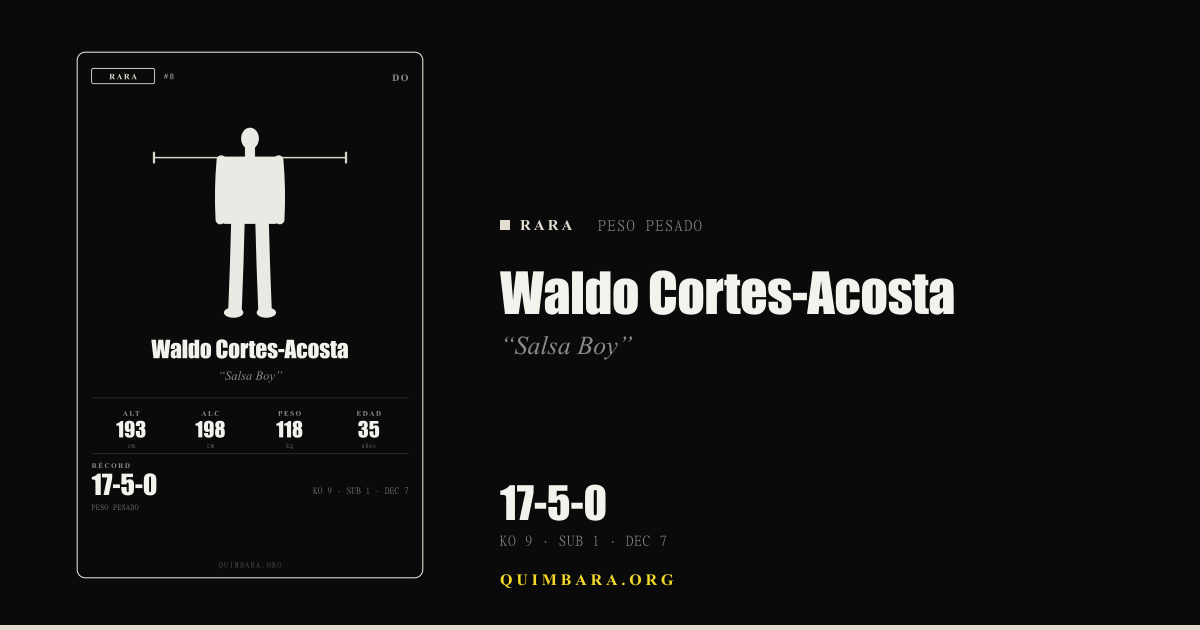 RARA #8 DO
Waldo Cortes-Acosta
“Salsa Boy”
ALT ALC PESO EDAD
193 198 118 35
cm cm kg años
RÉCORD
17-5-0
KO 9 · SUB 1 · DEC 7
PESO PESADO
QUIMBARA.ORG
RARA PESO PESADO
Waldo Cortes-Acosta
“Salsa Boy”
17-5-0
KO 9 · SUB 1 · DEC 7
QUIMBARA.ORG